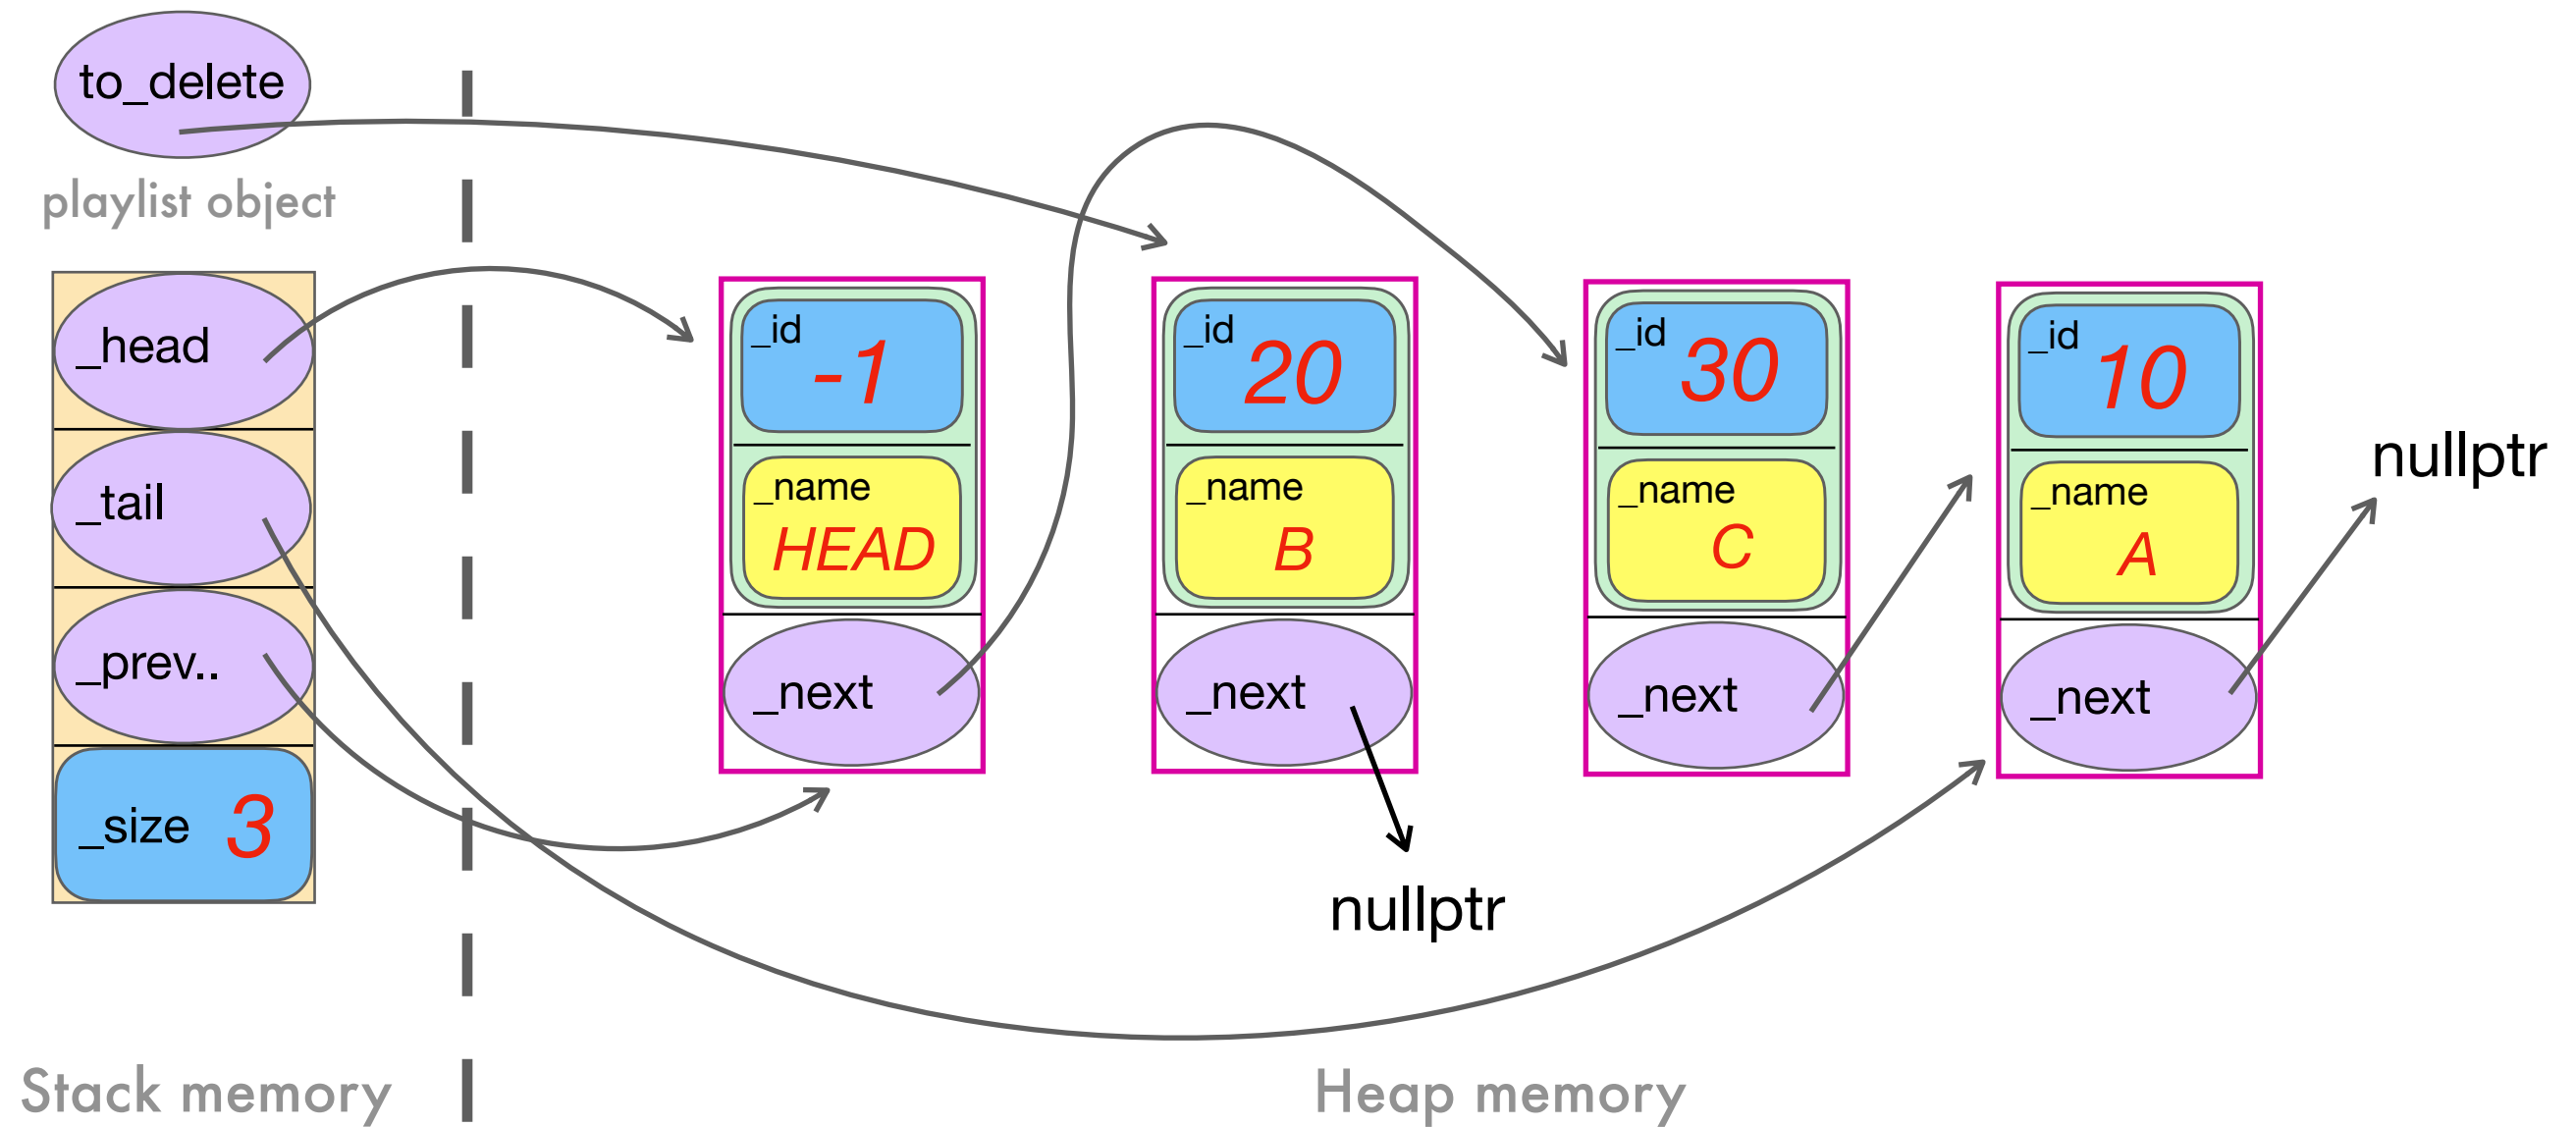 to_delete
playlist object
_head
_tail
_prev..
_size 3
_id
-1
_name
HEAD
_next
_id
20
_name
B
_next
nullptr
_id
30
_name
C
_next
_id
10
_name
A
_next
nullptr
Stack memory
Heap memory